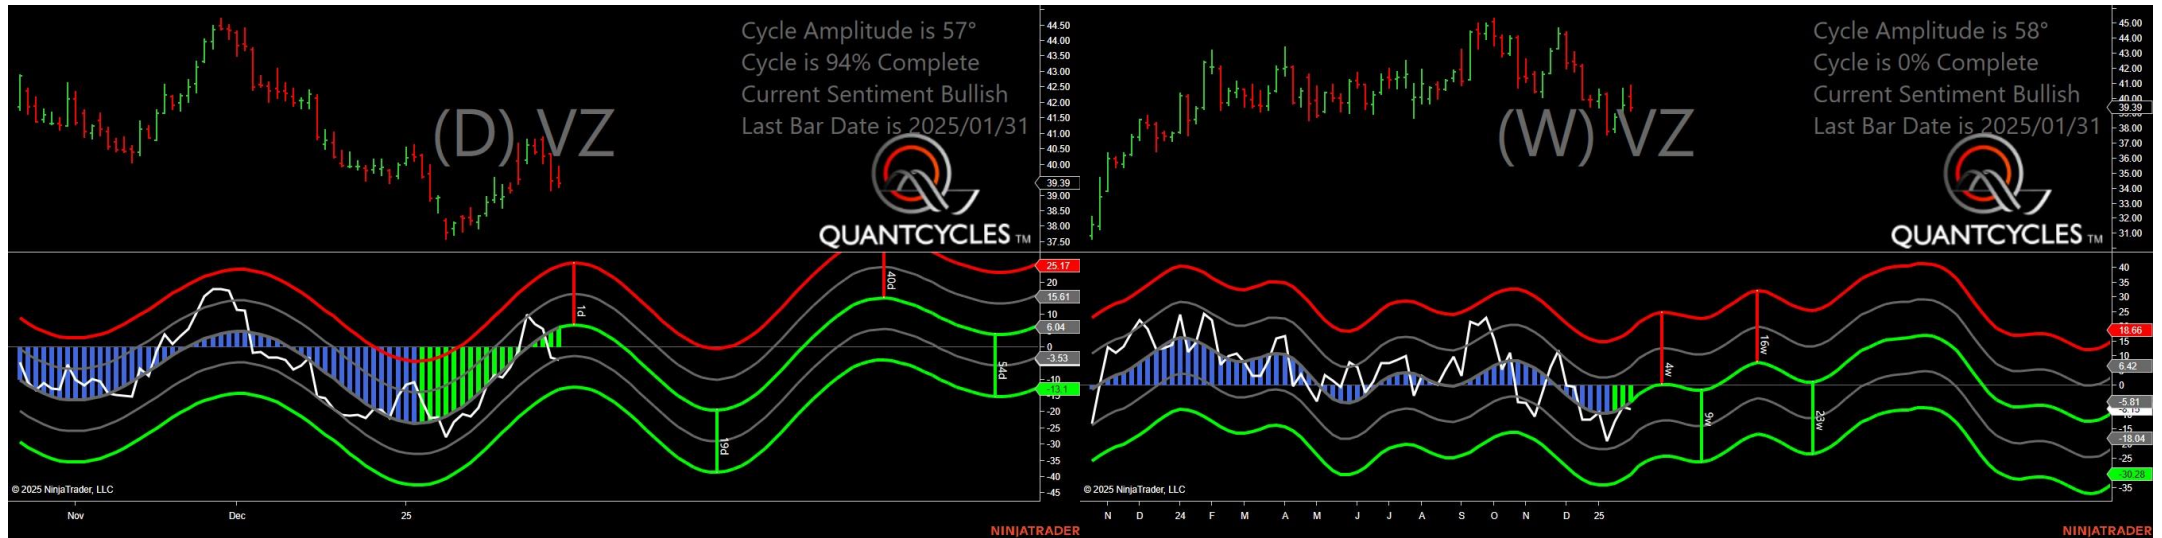 Cycle Amplitude is 57°
Cycle is 94% Complete
Current Sentiment Bullish
Last Bar Date is 2025/01/31
(D) VZ
QUANTCYCLES TM
44.50
44.00
43.50
43.00
42.50
42.00
41.50
41.00
40.50
40.00
39.39
39.00
38.50
38.00
37.50
25.17
20
15.61
10
6.04
0
-3.53
-10
-13.1
-20
-25
-30
-35
-40
-45
1d
19d
40d
54d
© 2025 NinjaTrader, LLC
Nov
Dec
25
NINJATRADER
Cycle Amplitude is 58°
Cycle is 0% Complete
Current Sentiment Bullish
Last Bar Date is 2025/01/31
(W) VZ
QUANTCYCLES TM
45.00
44.00
43.00
42.00
41.00
40.00
39.39
38.00
37.00
36.00
35.00
34.00
33.00
32.00
31.00
40
35
30
25
18.66
15
10
6.42
0
-5.81
-15
-18.04
-25
-30.28
-35
4w
9w
16w
23w
© 2025 NinjaTrader, LLC
N D 24 F M A M J J A S O N D 25
NINJATRADER